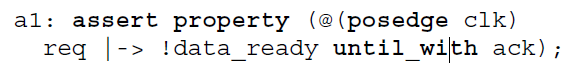 a1: assert property (@(posedge clk)
req |-> !data_ready until_with ack);